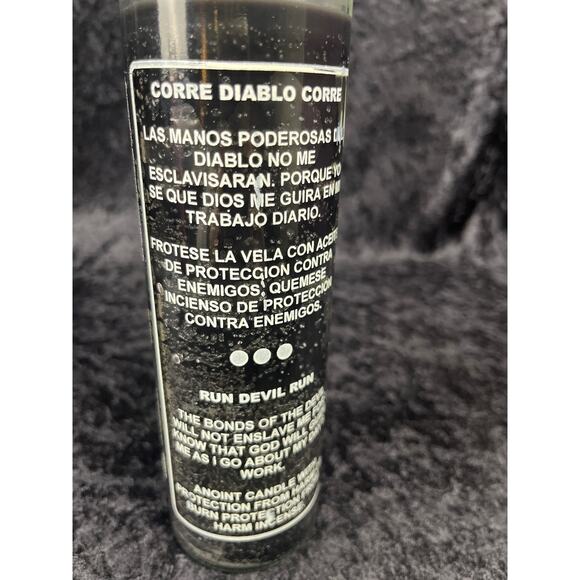 CORRE DIABLO CORRE
LAS MANOS PODEROSAS
DIABLO NO ME
ESCLAVISARAN. PORQUE YO
SE QUE DIOS ME GUIRA EN
TRABAJO DIARIO.
FROTESE LA VELA CON ACEITE
DE PROTECCION CONTRA
ENEMIGOS, QUEMESE
INCIENSO DE PROTECCION
CONTRA ENEMIGOS.
RUN DEVIL RUN
THE BONDS OF THE DEVIL
WILL NOT ENSLAVE ME
KNOW THAT GOD WILL
ME AS I GO ABOUT MY
WORK.
ANOINT CANDLE WITH
PROTECTION FROM
BURN PROTECTION
HARM INCENSE